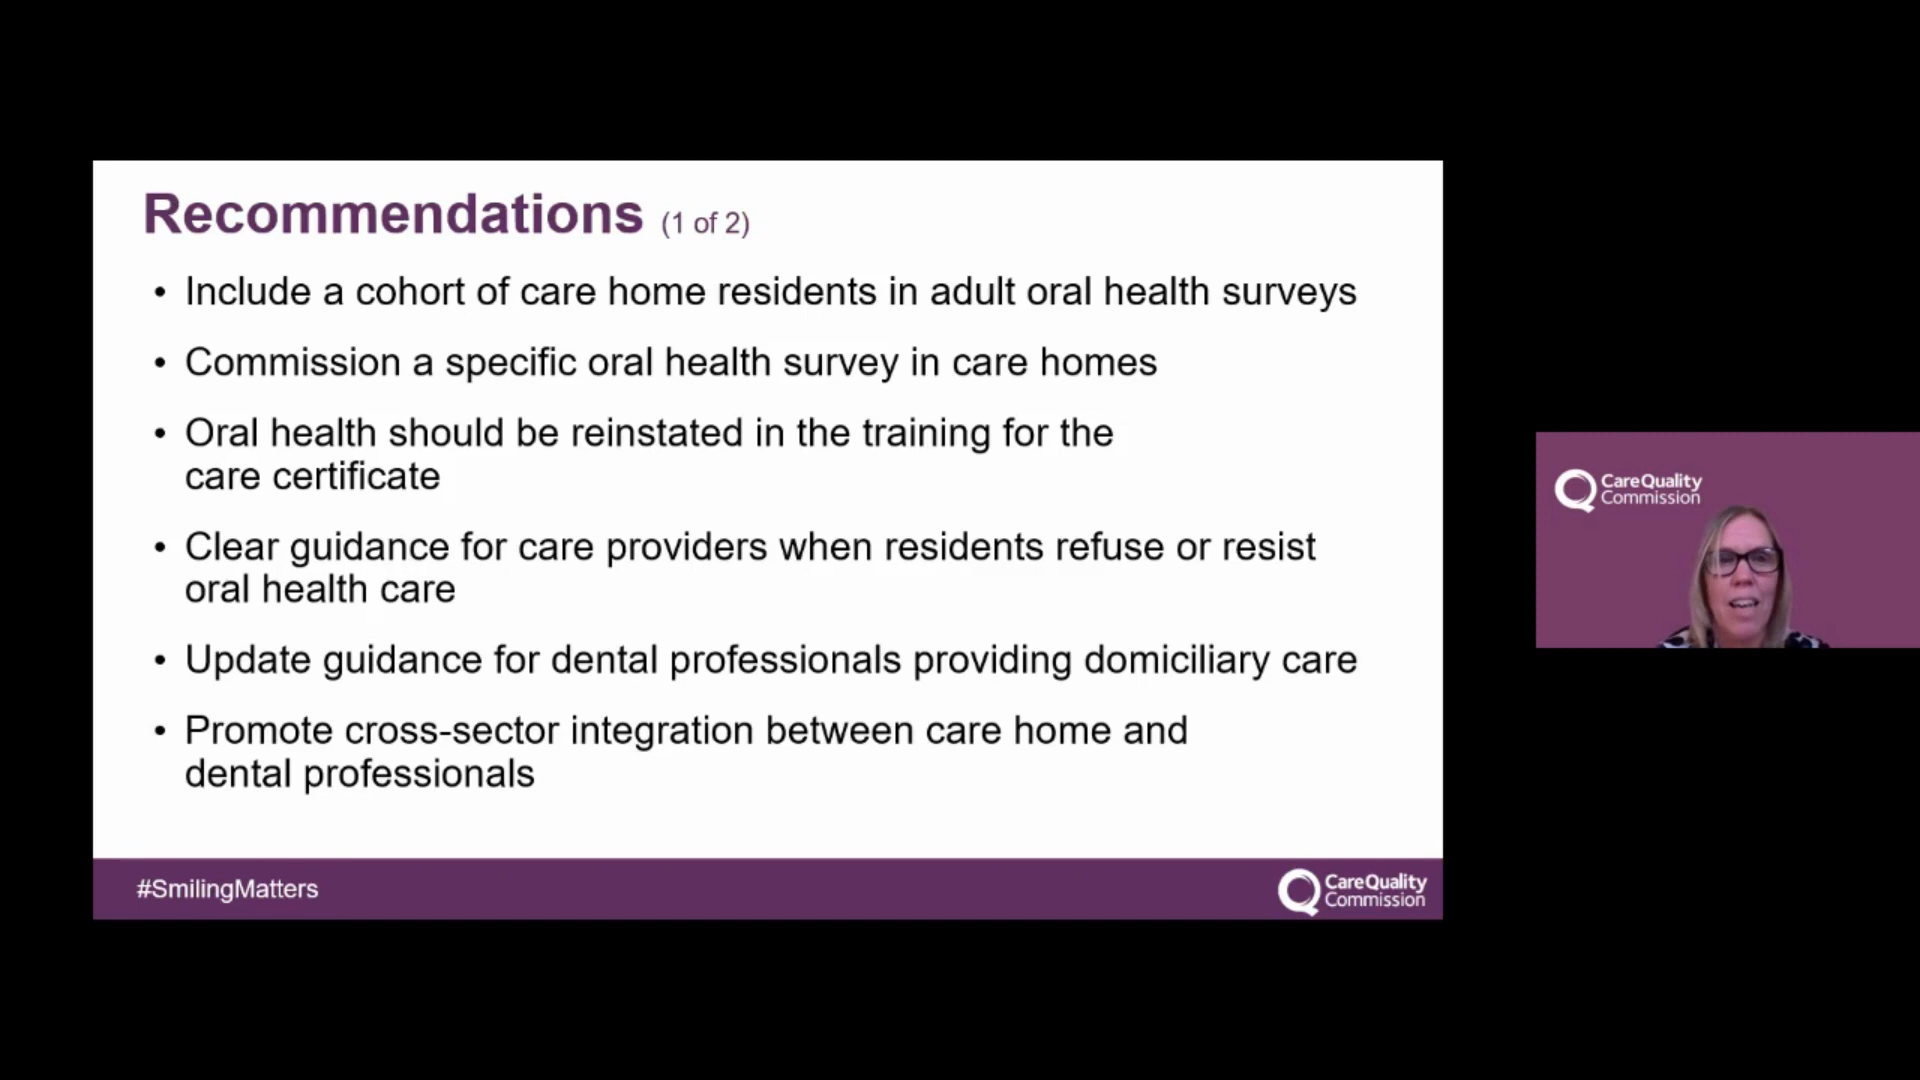 Recommendations (1 of 2)
• Include a cohort of care home residents in adult oral health surveys
• Commission a specific oral health survey in care homes
• Oral health should be reinstated in the training for the
care certificate
• Clear guidance for care providers when residents refuse or resist
oral health care
• Update guidance for dental professionals providing domiciliary care
• Promote cross-sector integration between care home and
dental professionals
#SmilingMatters
CareQuality
Commission
CareQuality
Commission